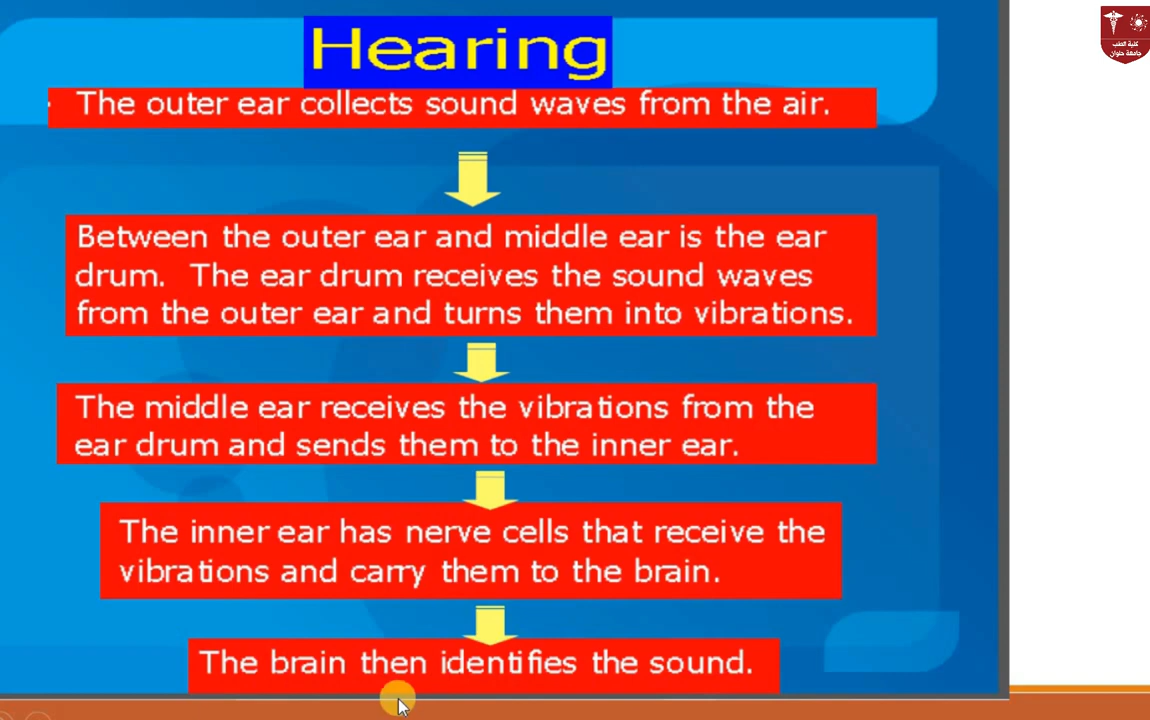 كلية الطب
جامعة حلوان
Hearing
The outer ear collects sound waves from the air.
Between the outer ear and middle ear is the ear
drum. The ear drum receives the sound waves
from the outer ear and turns them into vibrations.
The middle ear receives the vibrations from the
ear drum and sends them to the inner ear.
The inner ear has nerve cells that receive the
vibrations and carry them to the brain.
The brain then identifies the sound.